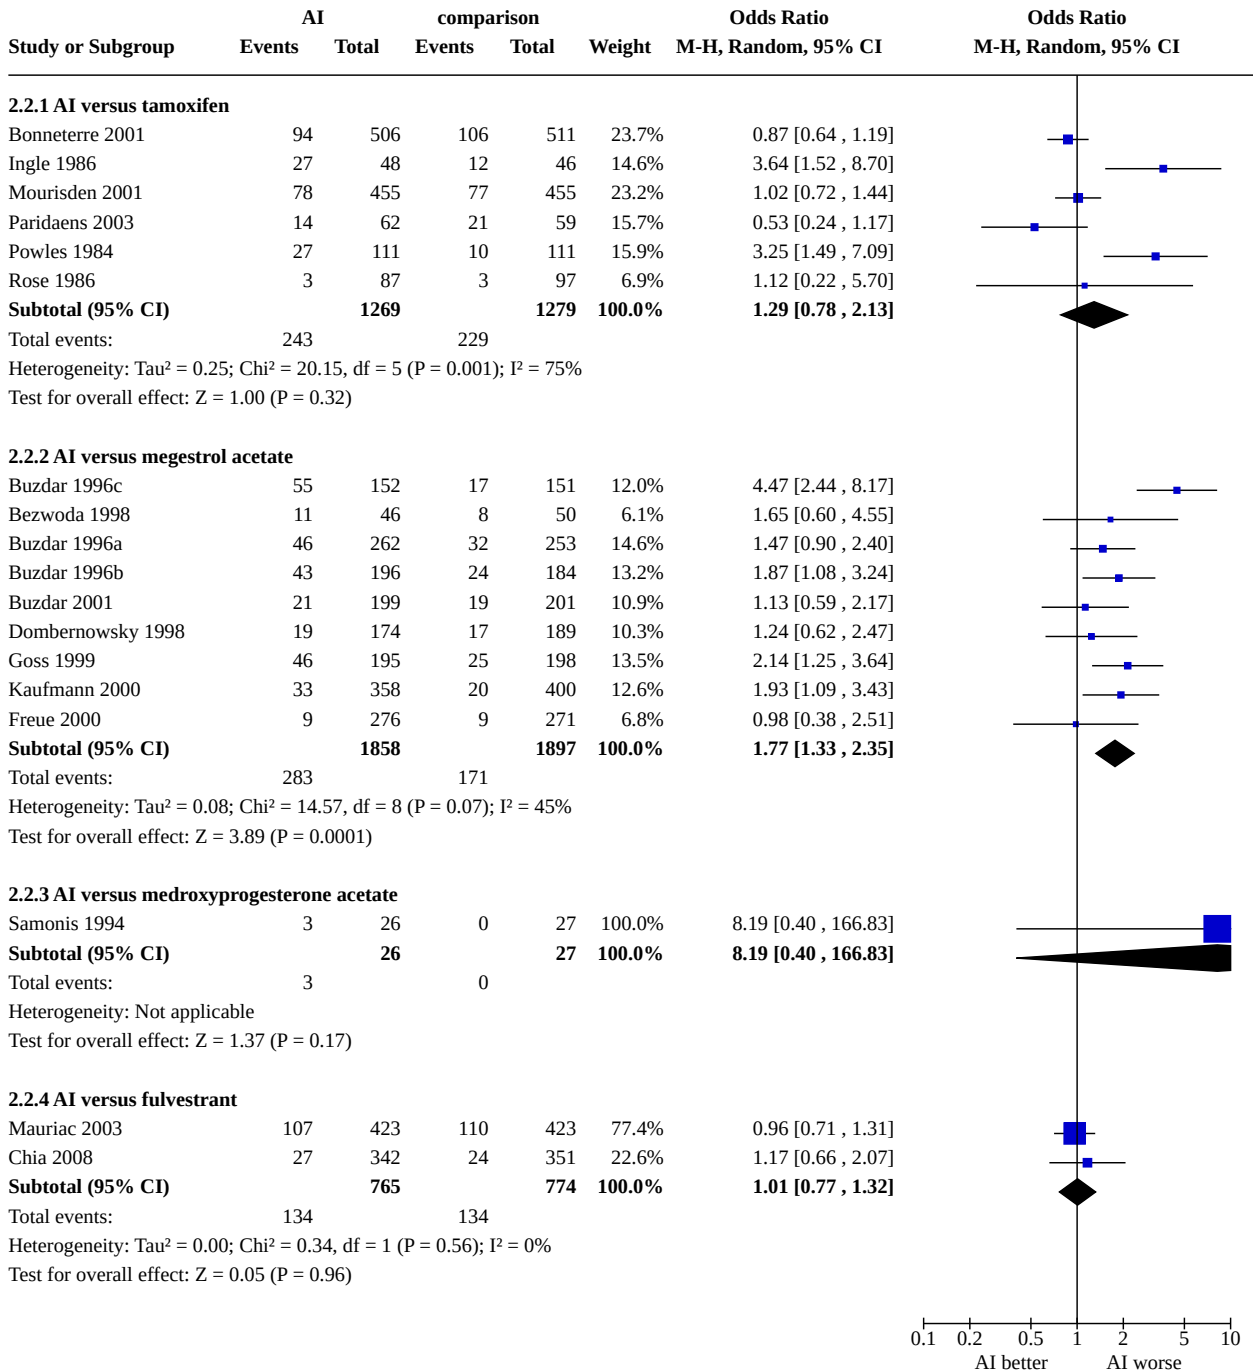 AI comparison Odds Ratio Odds Ratio
Study or Subgroup Events Total Events Total Weight M-H, Random, 95% CI M-H, Random, 95% CI
2.2.1 AI versus tamoxifen
Bonneterre 2001 94 506 106 511 23.7% 0.87 [0.64 , 1.19]
Ingle 1986 27 48 12 46 14.6% 3.64 [1.52 , 8.70]
Mourisden 2001 78 455 77 455 23.2% 1.02 [0.72 , 1.44]
Paridaens 2003 14 62 21 59 15.7% 0.53 [0.24 , 1.17]
Powles 1984 27 111 10 111 15.9% 3.25 [1.49 , 7.09]
Rose 1986 3 87 3 97 6.9% 1.12 [0.22 , 5.70]
Subtotal (95% CI) 1269 1279 100.0% 1.29 [0.78 , 2.13]
Total events: 243 229
Heterogeneity: Tau² = 0.25; Chi² = 20.15, df = 5 (P = 0.001); I² = 75%
Test for overall effect: Z = 1.00 (P = 0.32)
2.2.2 AI versus megestrol acetate
Buzdar 1996c 55 152 17 151 12.0% 4.47 [2.44 , 8.17]
Bezwoda 1998 11 46 8 50 6.1% 1.65 [0.60 , 4.55]
Buzdar 1996a 46 262 32 253 14.6% 1.47 [0.90 , 2.40]
Buzdar 1996b 43 196 24 184 13.2% 1.87 [1.08 , 3.24]
Buzdar 2001 21 199 19 201 10.9% 1.13 [0.59 , 2.17]
Dombernowsky 1998 19 174 17 189 10.3% 1.24 [0.62 , 2.47]
Goss 1999 46 195 25 198 13.5% 2.14 [1.25 , 3.64]
Kaufmann 2000 33 358 20 400 12.6% 1.93 [1.09 , 3.43]
Freue 2000 9 276 9 271 6.8% 0.98 [0.38 , 2.51]
Subtotal (95% CI) 1858 1897 100.0% 1.77 [1.33 , 2.35]
Total events: 283 171
Heterogeneity: Tau² = 0.08; Chi² = 14.57, df = 8 (P = 0.07); I² = 45%
Test for overall effect: Z = 3.89 (P = 0.0001)
2.2.3 AI versus medroxyprogesterone acetate
Samonis 1994 3 26 0 27 100.0% 8.19 [0.40 , 166.83]
Subtotal (95% CI) 26 27 100.0% 8.19 [0.40 , 166.83]
Total events: 3 0
Heterogeneity: Not applicable
Test for overall effect: Z = 1.37 (P = 0.17)
2.2.4 AI versus fulvestrant
Mauriac 2003 107 423 110 423 77.4% 0.96 [0.71 , 1.31]
Chia 2008 27 342 24 351 22.6% 1.17 [0.66 , 2.07]
Subtotal (95% CI) 765 774 100.0% 1.01 [0.77 , 1.32]
Total events: 134 134
Heterogeneity: Tau² = 0.00; Chi² = 0.34, df = 1 (P = 0.56); I² = 0%
Test for overall effect: Z = 0.05 (P = 0.96)
0.1 0.2 0.5 1 2 5 10
AI better AI worse